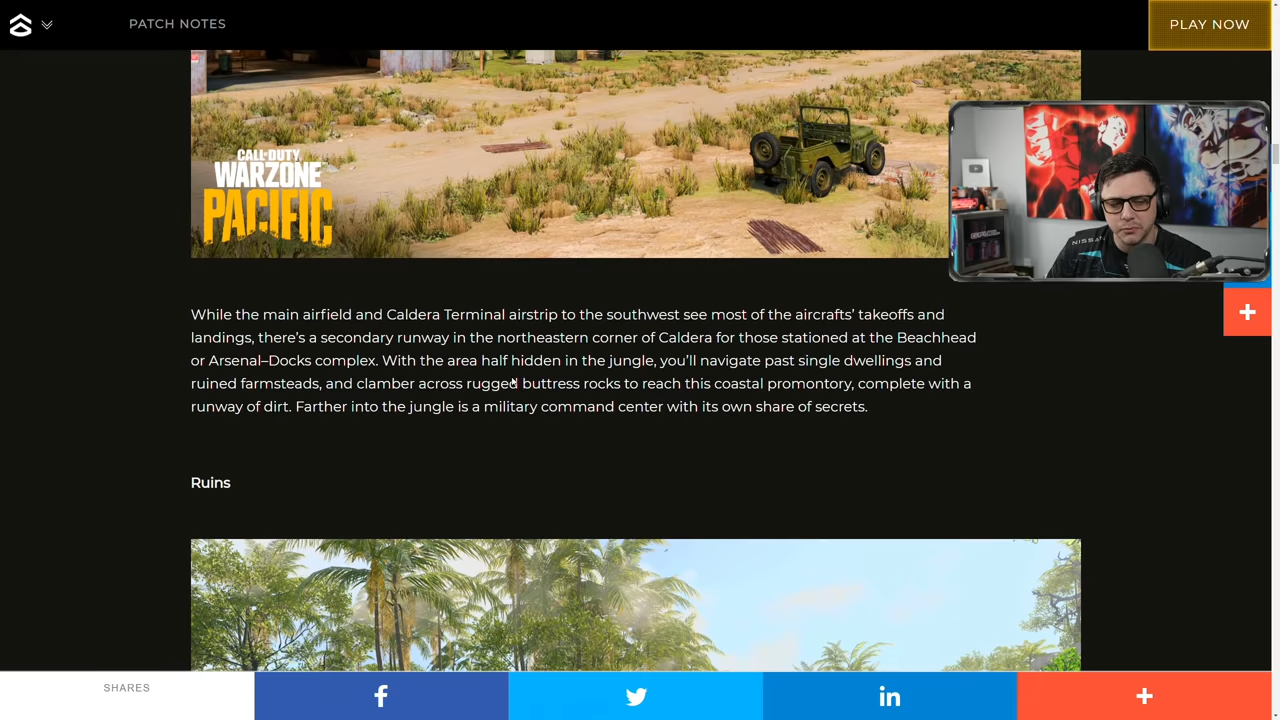 PATCH NOTES
PLAY NOW
CALL OF DUTY
WARZONE
PACIFIC
NISSAN
While the main airfield and Caldera Terminal airstrip to the southwest see most of the aircrafts’ takeoffs and
landings, there’s a secondary runway in the northeastern corner of Caldera for those stationed at the Beachhead
or Arsenal–Docks complex. With the area half hidden in the jungle, you’ll navigate past single dwellings and
ruined farmsteads, and clamber across rugged buttress rocks to reach this coastal promontory, complete with a
runway of dirt. Farther into the jungle is a military command center with its own share of secrets.
Ruins
SHARES